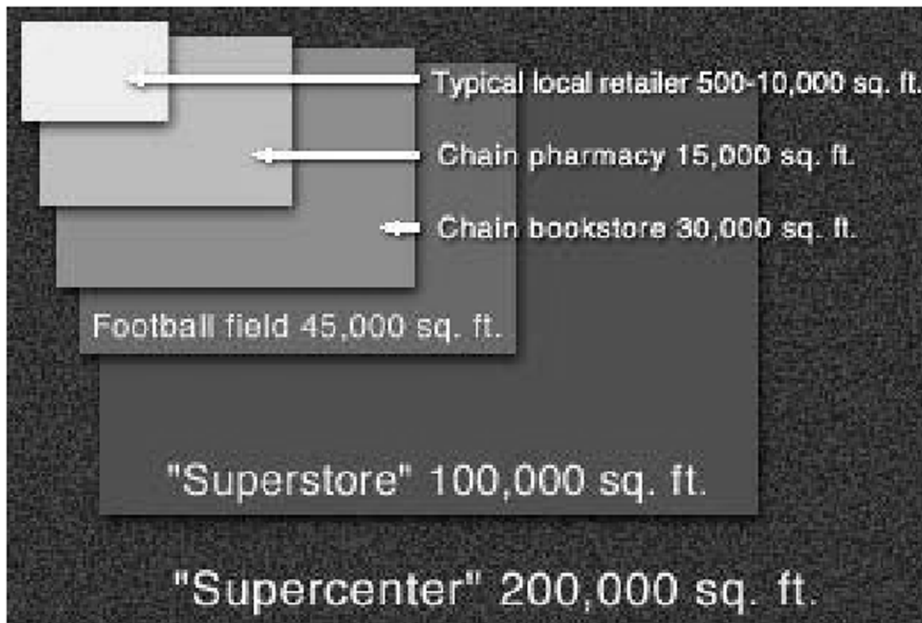 Typical local retailer 500-10,000 sq. ft.
Chain pharmacy 15,000 sq. ft.
Chain bookstore 30,000 sq. ft.
Football field 45,000 sq. ft.
"Superstore" 100,000 sq. ft.
"Supercenter" 200,000 sq. ft.